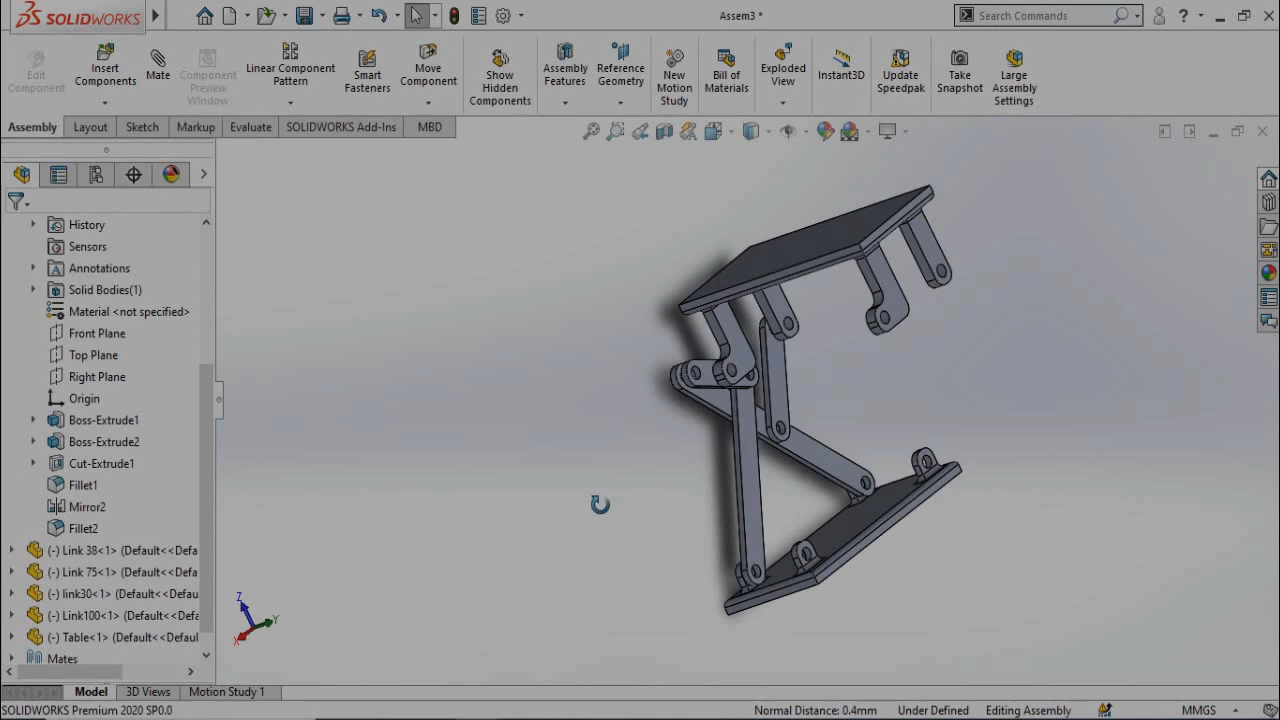 SOLIDWORKS
Assem3 *
Search Commands
?
Edit Component
Insert Components
Mate
Component Preview Window
Linear Component Pattern
Smart Fasteners
Move Component
Show Hidden Components
Assembly Features
Reference Geometry
New Motion Study
Bill of Materials
Exploded View
Instant3D
Update Speedpak
Take Snapshot
Large Assembly Settings
Assembly
Layout
Sketch
Markup
Evaluate
SOLIDWORKS Add-Ins
MBD
History
Sensors
Annotations
Solid Bodies(1)
Material <not specified>
Front Plane
Top Plane
Right Plane
Origin
Boss-Extrude1
Boss-Extrude2
Cut-Extrude1
Fillet1
Mirror2
Fillet2
(-) Link 38<1> (Default<<Defa
(-) Link 75<1> (Default<<Defa
(-) link30<1> (Default<<Defa
(-) Link100<1> (Default<<Defa
(-) Table<1> (Default<<Defaul
Mates
Z
Y
X
Model
3D Views
Motion Study 1
SOLIDWORKS Premium 2020 SP0.0
Normal Distance: 0.4mm
Under Defined
Editing Assembly
MMGS